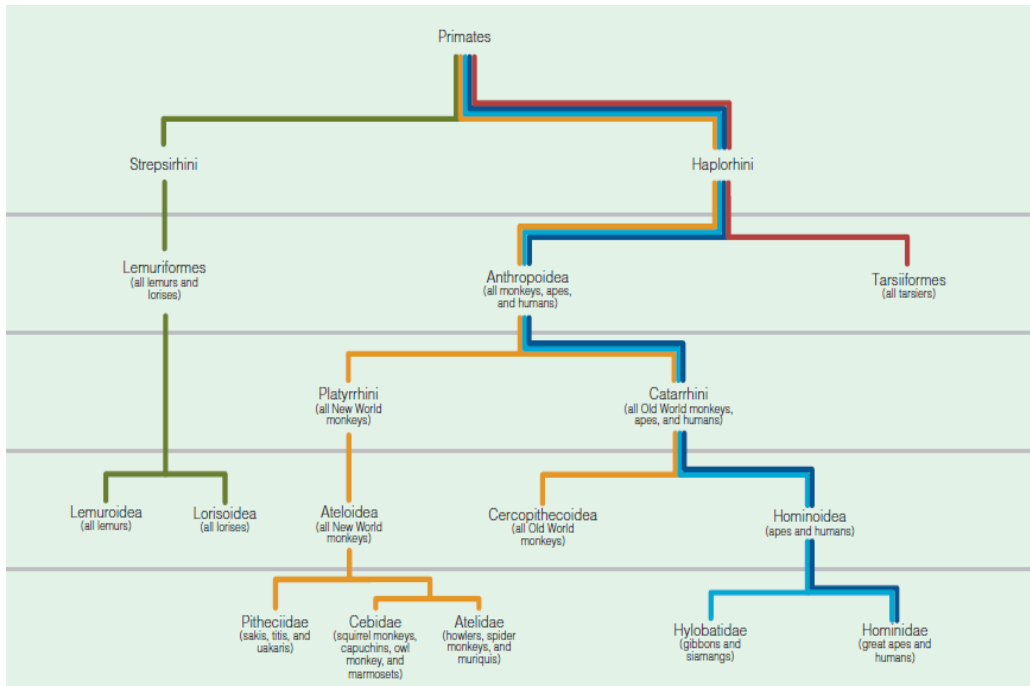 Primates
Strepsirhini
Haplorhini
Lemuriformes
(all lemurs and
lorises)
Anthropoidea
(all monkeys, apes,
and humans)
Tarsiiformes
(all tarsiers)
Platyrrhini
(all New World
monkeys)
Catarrhini
(all Old World monkeys,
apes, and humans)
Lemuroidea
(all lemurs)
Lorisoidea
(all lorises)
Ateloidea
(all New World
monkeys)
Cercopithecoidea
(all Old World
monkeys)
Hominoidea
(apes and humans)
Pitheciidae
(sakis, titis, and
uakaris)
Cebidae
(squirrel monkeys,
capuchins, owl
monkey, and
marmosets)
Atelidae
(howlers, spider
monkeys, and
muriquis)
Hylobatidae
(gibbons and
siamangs)
Hominidae
(great apes and
humans)